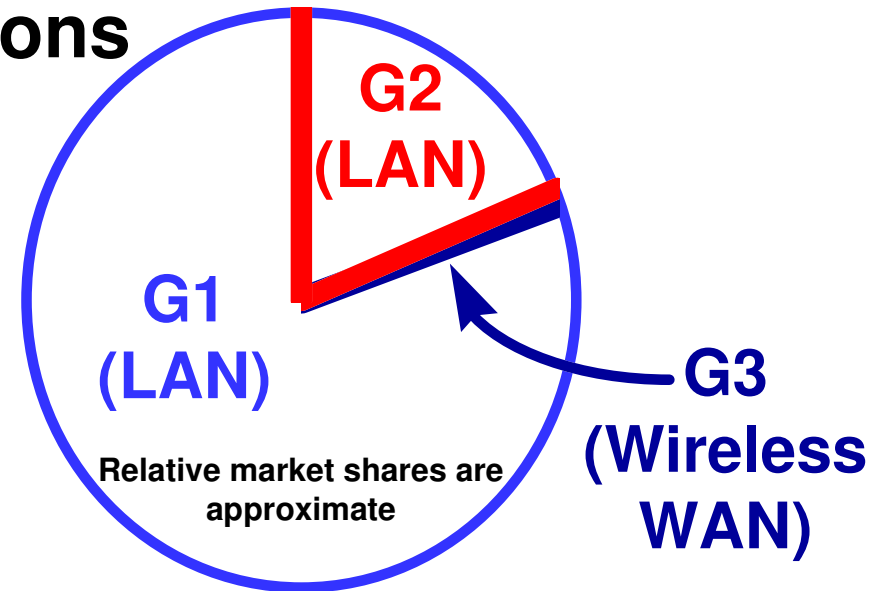 ons
G2
(LAN)
G1
(LAN)
G3
(Wireless
WAN)
Relative market shares are
approximate